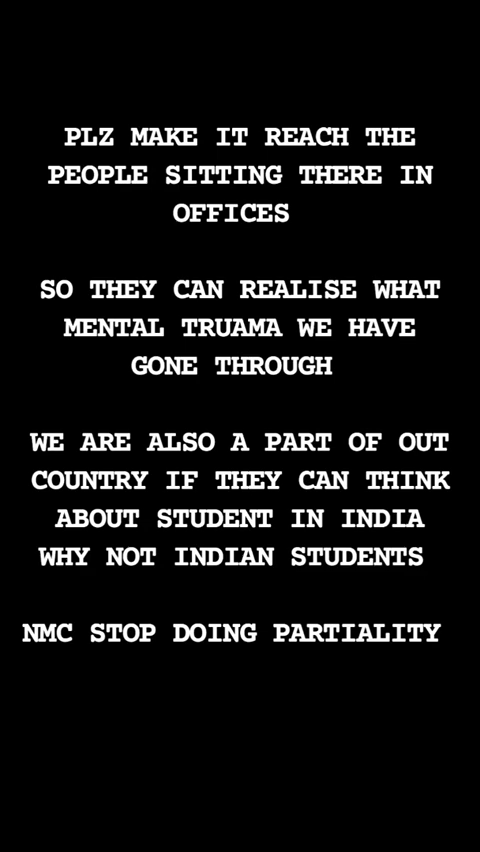 PLZ MAKE IT REACH THE
PEOPLE SITTING THERE IN
OFFICES
SO THEY CAN REALISE WHAT
MENTAL TRUAMA WE HAVE
GONE THROUGH
WE ARE ALSO A PART OF OUT
COUNTRY IF THEY CAN THINK
ABOUT STUDENT IN INDIA
WHY NOT INDIAN STUDENTS
NMC STOP DOING PARTIALITY